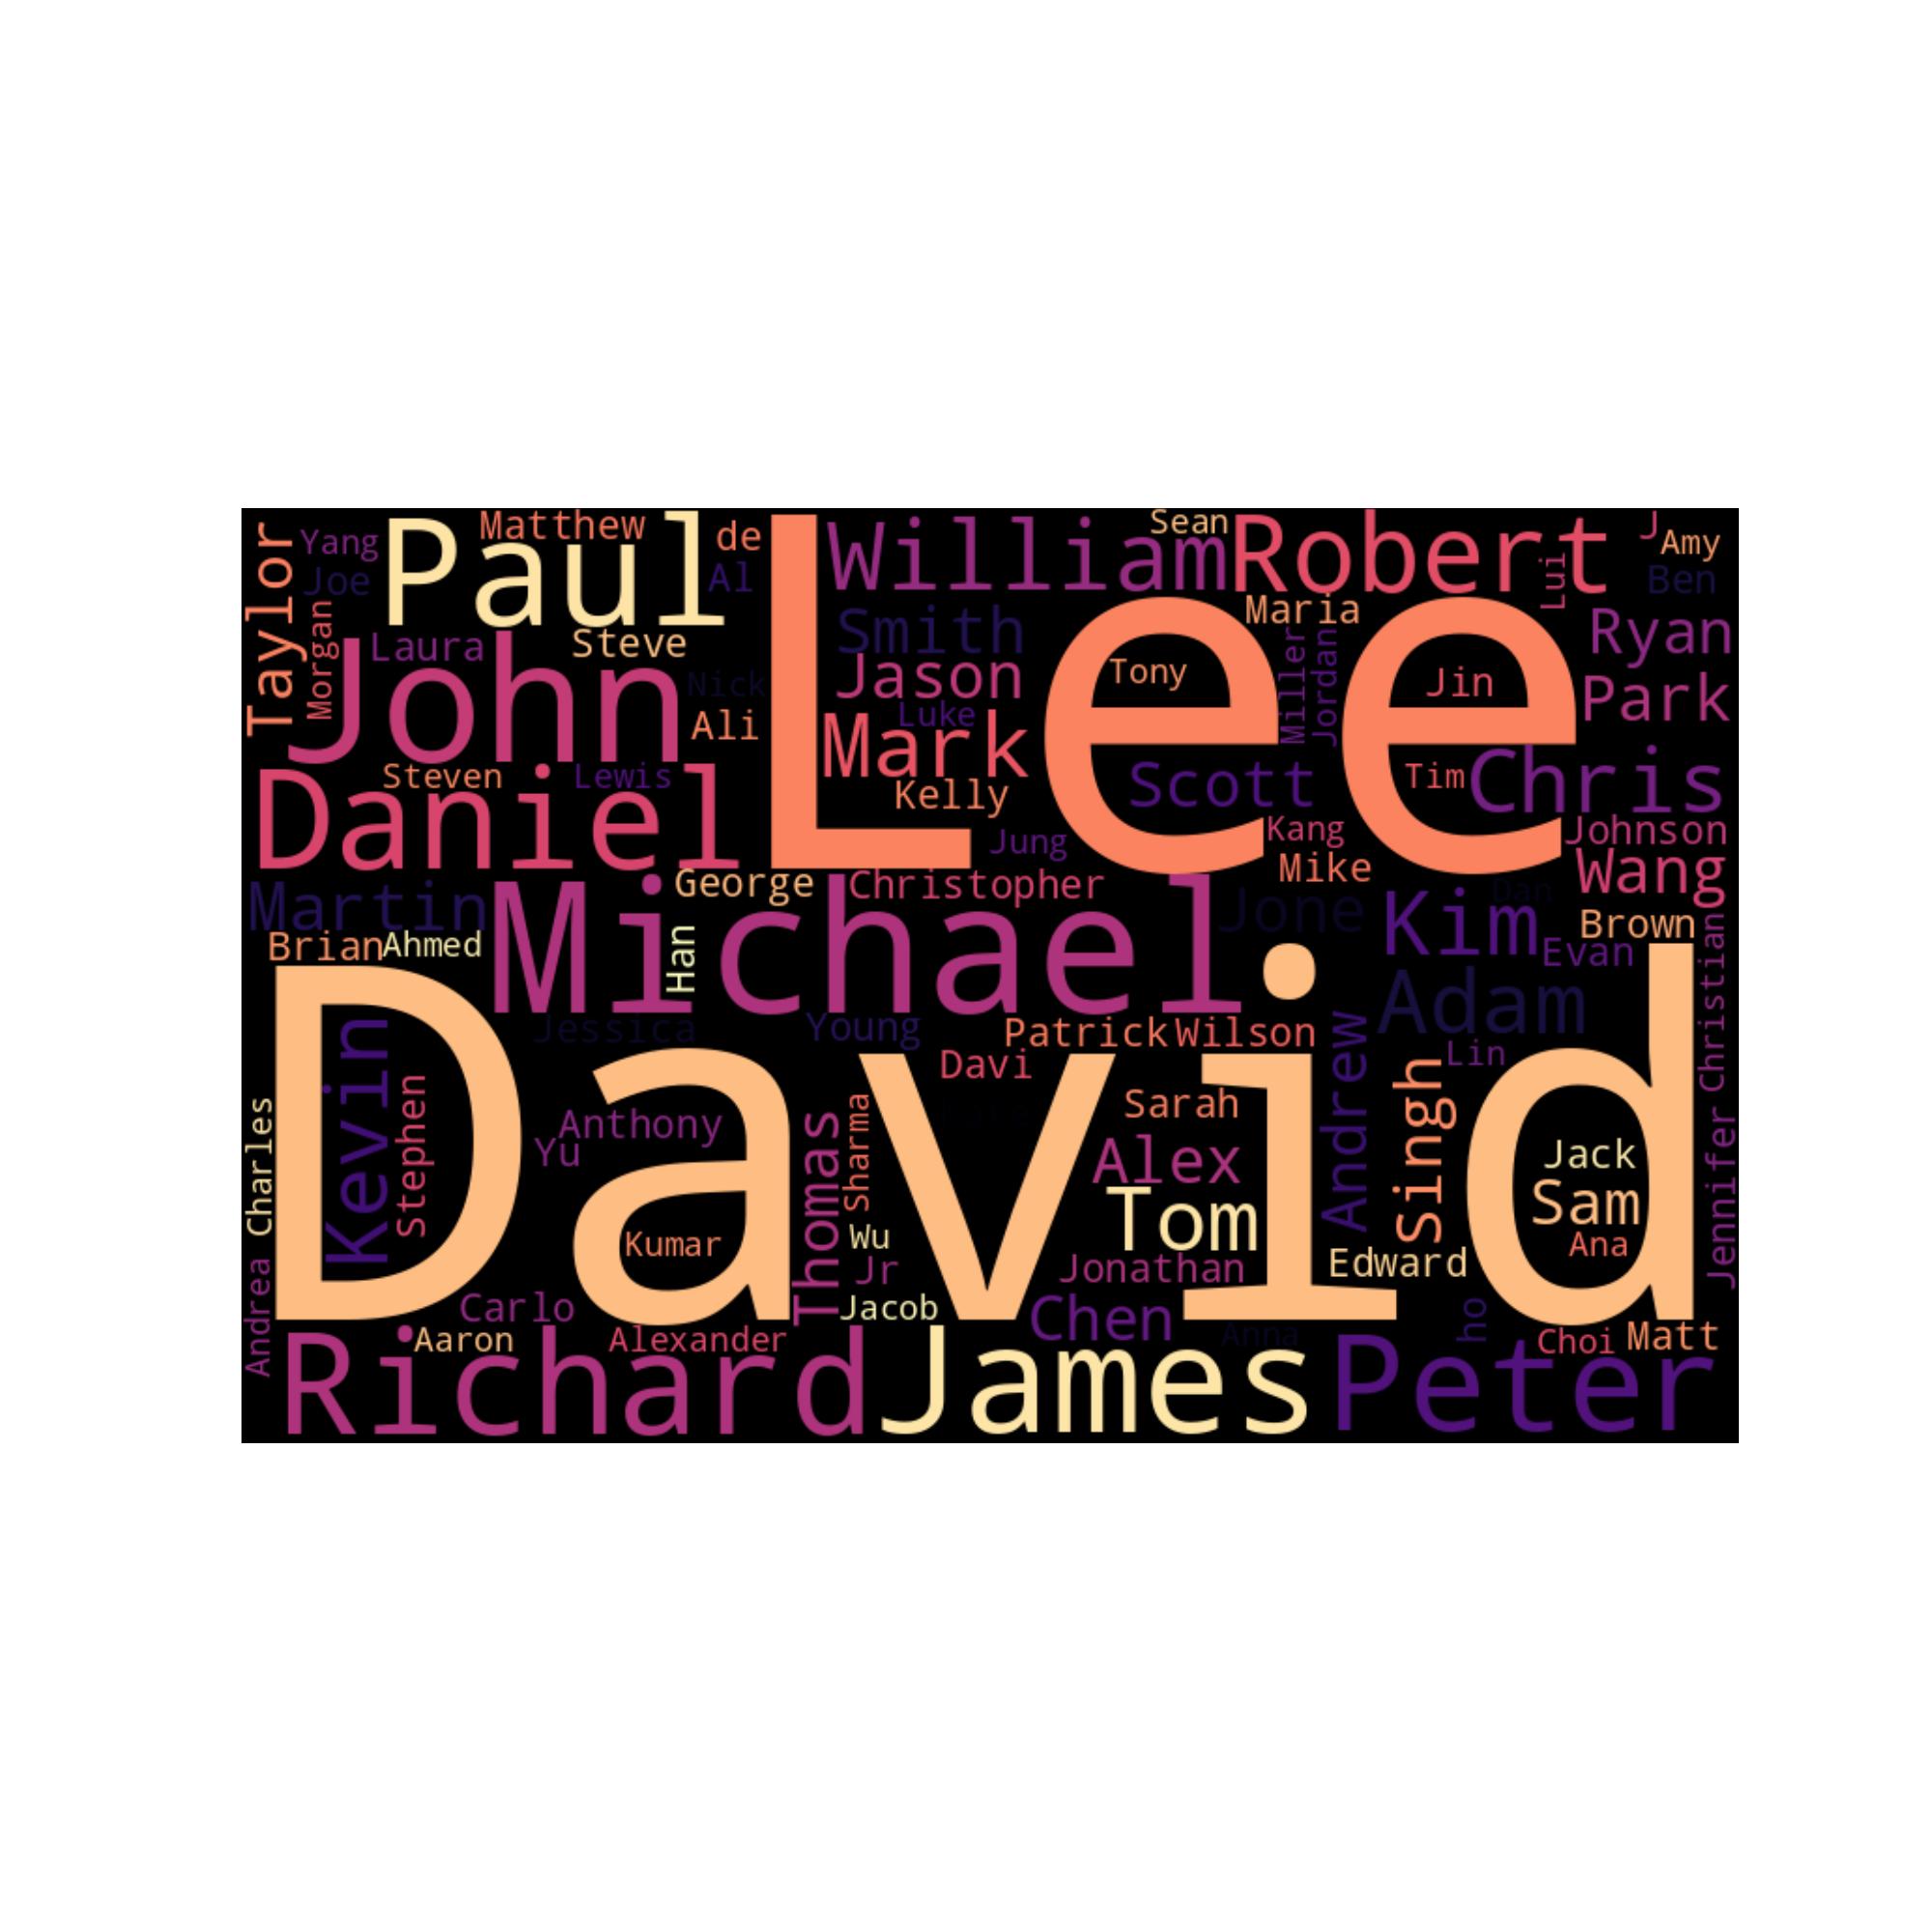 Taylor
Yang
Joe
Morgan
Paul
Matthew
de
Al
Laura
Steve
John
Nick
Ali
Daniel
Steven
Lewis
Lee
William
Sean
Robert
J
Amy
Ben
Lui
Maria
Smith
Jason
Luke
Mark
Kelly
Jung
Tony
Miller
Jordan
Jin
Ryan
Park
Scott
Tim
Chris
Kang
Johnson
Mike
Wang
Martin
George
Christopher
Michael
Han
Brian
Ahmed
Jone
Kim
Dan
Brown
Evan
Christian
Adam
Jessica
Young
Patrick
Wilson
Davi
Lin
David
Kevin
Stephen
Charles
Anthony
Yu
Kumar
Thomas
Sharma
Wu
Jr
Jacob
Sarah
Alex
Tom
Jonathan
Andrew
Singh
Edward
Jack
Sam
Ana
Jennifer
Andrea
Carlo
Aaron
Alexander
Chen
Anna
ho
Choi
Matt
Richard
James
Peter